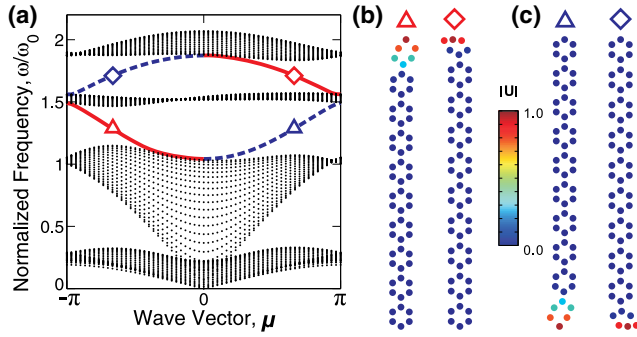 (a)
Normalized Frequency, ω/ω0
2
1.5
1
0.5
0
-π
0
π
Wave Vector, μ
(b)
|U|
1.0
0.0
(c)